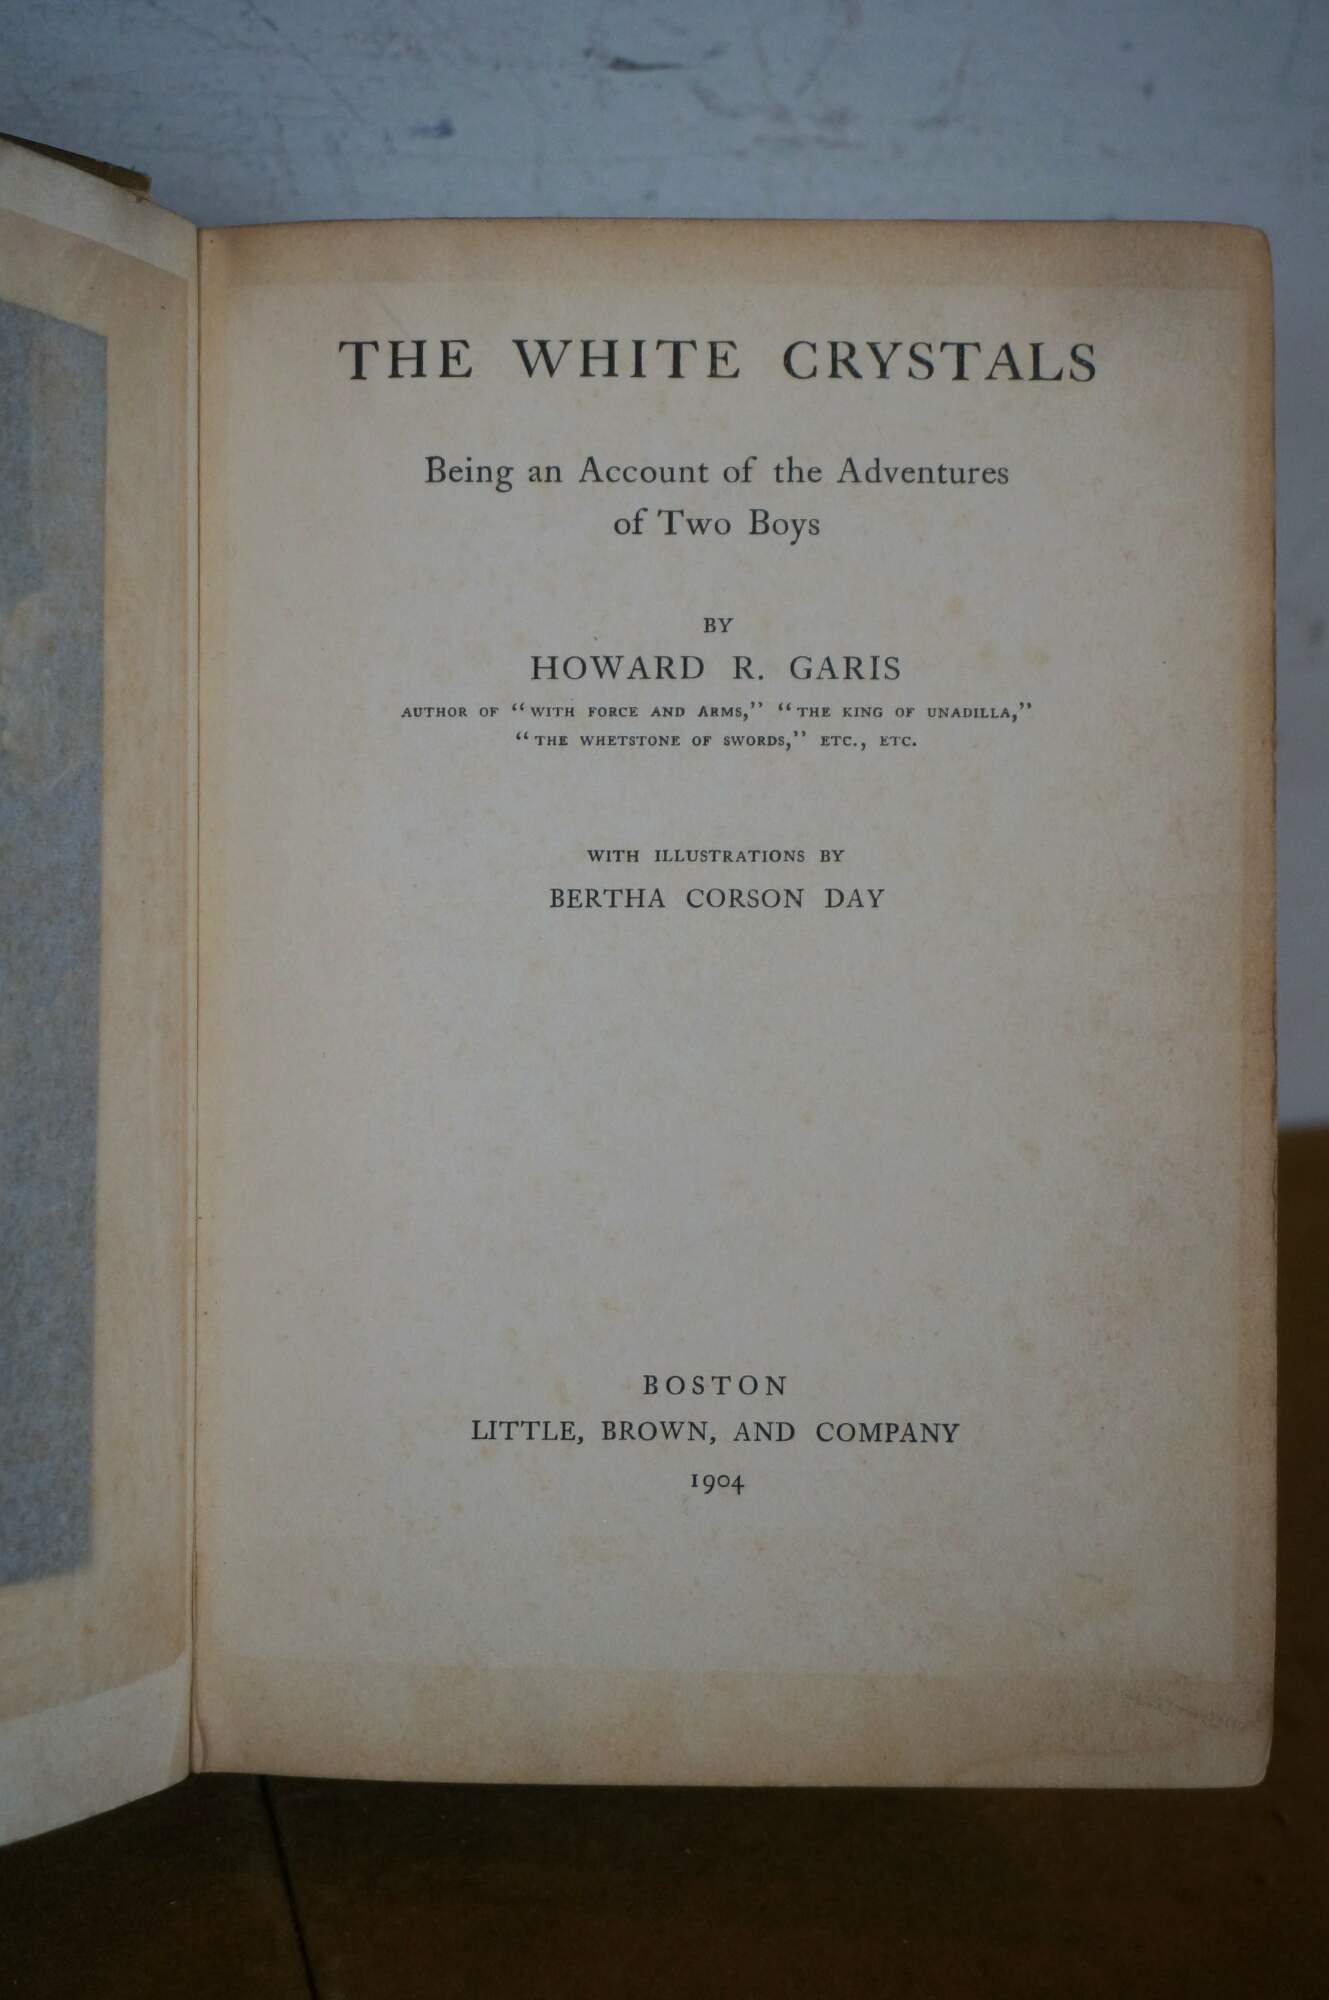 THE WHITE CRYSTALS
Being an Account of the Adventures
of Two Boys
BY
HOWARD R. GARIS
AUTHOR OF “WITH FORCE AND ARMS,” “THE KING OF UNADILLA,”
“THE WHETSTONE OF SWORDS,” ETC., ETC.
WITH ILLUSTRATIONS BY
BERTHA CORSON DAY
BOSTON
LITTLE, BROWN, AND COMPANY
1904